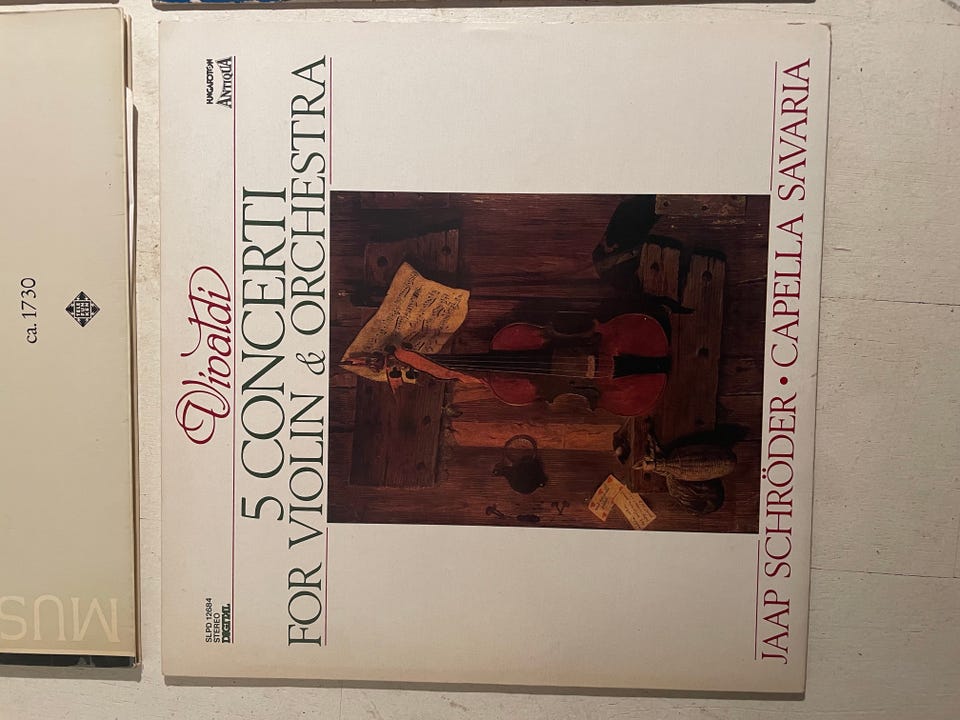 HUNGAROTON
ANTIQUA
SLPD 12684
STEREO
DIGITAL
Vivaldi
5 CONCERTI
FOR VIOLIN & ORCHESTRA
JAAP SCHRÖDER • CAPELLA SAVARIA
ca. 1730
MUS